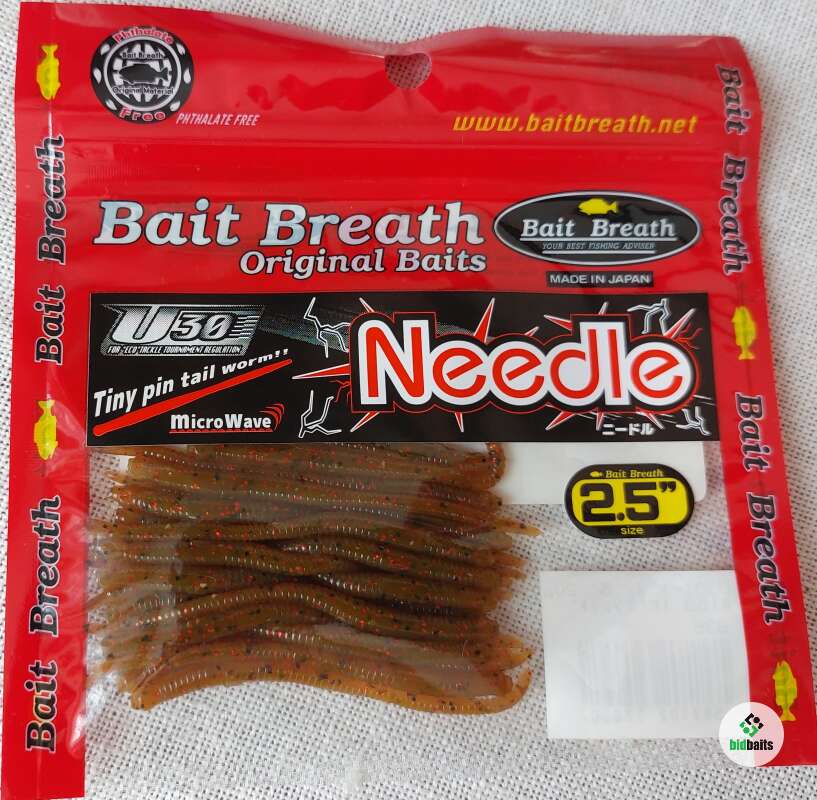 Phthalate
Bait Breath
Original Material
Free
PHTHALATE FREE
www.baitbreath.net
Bait Breath
Original Baits
Bait Breath
YOUR BEST FISHING ADVISER
MADE IN JAPAN
U30
FOR "ECO" TACKLE TOURNAMENT REGULATION
Tiny pin tail worm!!
microWave
Needle
ニードル
Bait Breath
2.5"
size
Bait Breath
Bait Breath
Bait Breath
Bait Breath
bidbaits